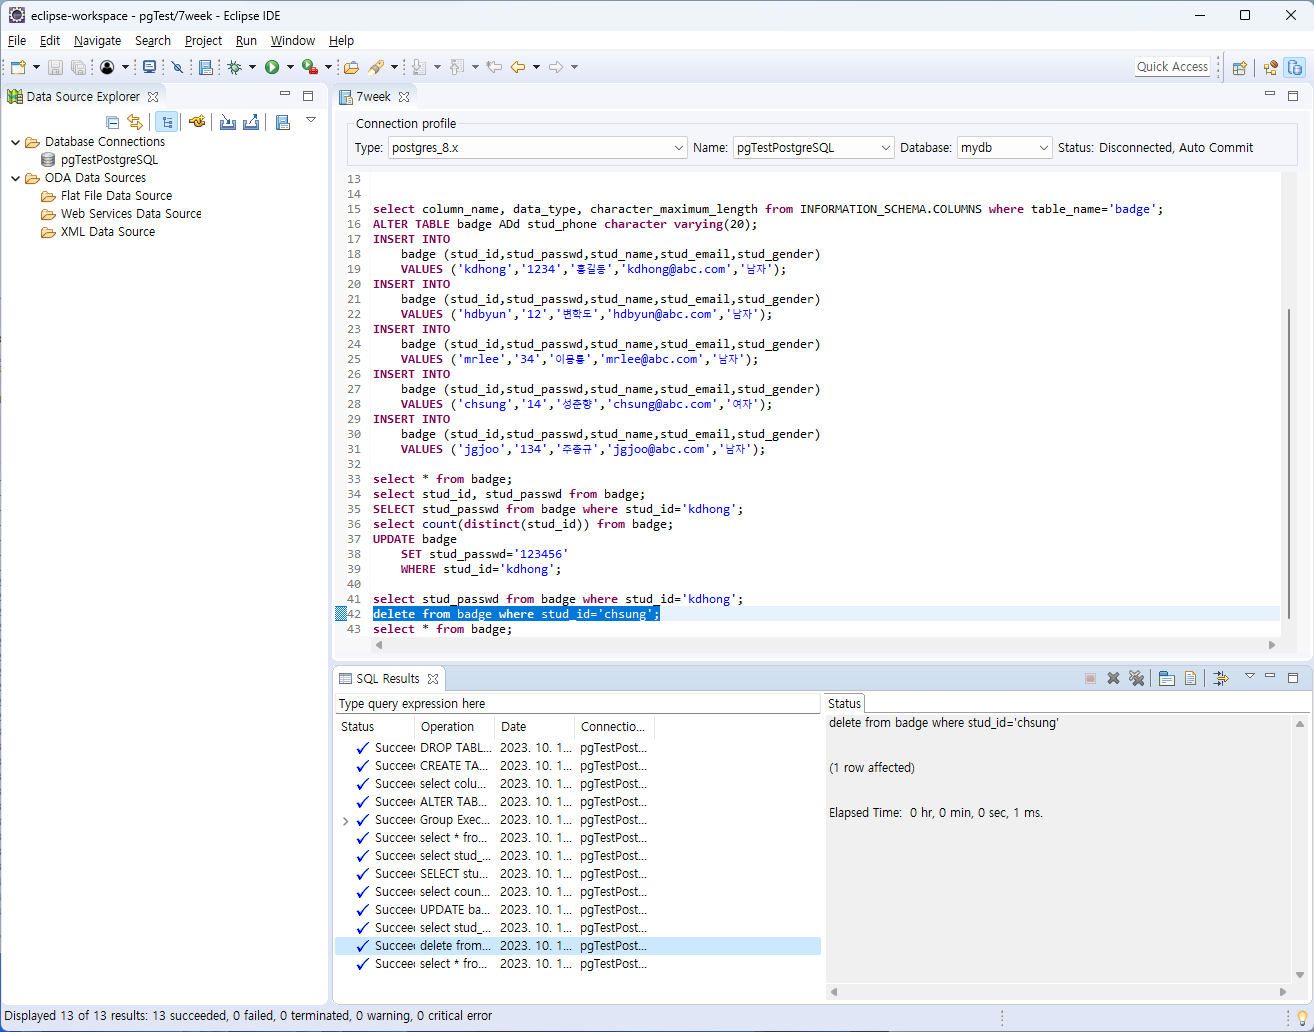 eclipse-workspace - pgTest/7week - Eclipse IDE
File Edit Navigate Search Project Run Window Help
Quick Access
Data Source Explorer
Database Connections
pgTestPostgreSQL
ODA Data Sources
Flat File Data Source
Web Services Data Source
XML Data Source
7week
Connection profile
Type: postgres_8.x Name: pgTestPostgreSQL Database: mydb Status: Disconnected, Auto Commit
13
14
15 select column_name, data_type, character_maximum_length from INFORMATION_SCHEMA.COLUMNS where table_name='badge';
16 ALTER TABLE badge ADd stud_phone character varying(20);
17 INSERT INTO
18 badge (stud_id,stud_passwd,stud_name,stud_email,stud_gender)
19 VALUES ('kdhong','1234','홍길동','kdhong@abc.com','남자');
20 INSERT INTO
21 badge (stud_id,stud_passwd,stud_name,stud_email,stud_gender)
22 VALUES ('hdbyun','12','변학도','hdbyun@abc.com','남자');
23 INSERT INTO
24 badge (stud_id,stud_passwd,stud_name,stud_email,stud_gender)
25 VALUES ('mrlee','34','이몽룡','mrlee@abc.com','남자');
26 INSERT INTO
27 badge (stud_id,stud_passwd,stud_name,stud_email,stud_gender)
28 VALUES ('chsung','14','성춘향','chsung@abc.com','여자');
29 INSERT INTO
30 badge (stud_id,stud_passwd,stud_name,stud_email,stud_gender)
31 VALUES ('jgjoo','134','주종규','jgjoo@abc.com','남자');
32
33 select * from badge;
34 select stud_id, stud_passwd from badge;
35 SELECT stud_passwd from badge where stud_id='kdhong';
36 select count(distinct(stud_id)) from badge;
37 UPDATE badge
38 SET stud_passwd='123456'
39 WHERE stud_id='kdhong';
40
41 select stud_passwd from badge where stud_id='kdhong';
42 delete from badge where stud_id='chsung';
43 select * from badge;
SQL Results
Type query expression here
Status Operation Date Connectio...
Succee DROP TABL... 2023. 10. 1... pgTestPost...
Succee CREATE TA... 2023. 10. 1... pgTestPost...
Succee select colu... 2023. 10. 1... pgTestPost...
Succee ALTER TAB... 2023. 10. 1... pgTestPost...
Succee Group Exec... 2023. 10. 1... pgTestPost...
Succee select * fro... 2023. 10. 1... pgTestPost...
Succee select stud_... 2023. 10. 1... pgTestPost...
Succee SELECT stu... 2023. 10. 1... pgTestPost...
Succee select coun... 2023. 10. 1... pgTestPost...
Succee UPDATE ba... 2023. 10. 1... pgTestPost...
Succee select stud_... 2023. 10. 1... pgTestPost...
Succee delete from... 2023. 10. 1... pgTestPost...
Succee select * fro... 2023. 10. 1... pgTestPost...
Status
delete from badge where stud_id='chsung'
(1 row affected)
Elapsed Time: 0 hr, 0 min, 0 sec, 1 ms.
Displayed 13 of 13 results: 13 succeeded, 0 failed, 0 terminated, 0 warning, 0 critical error